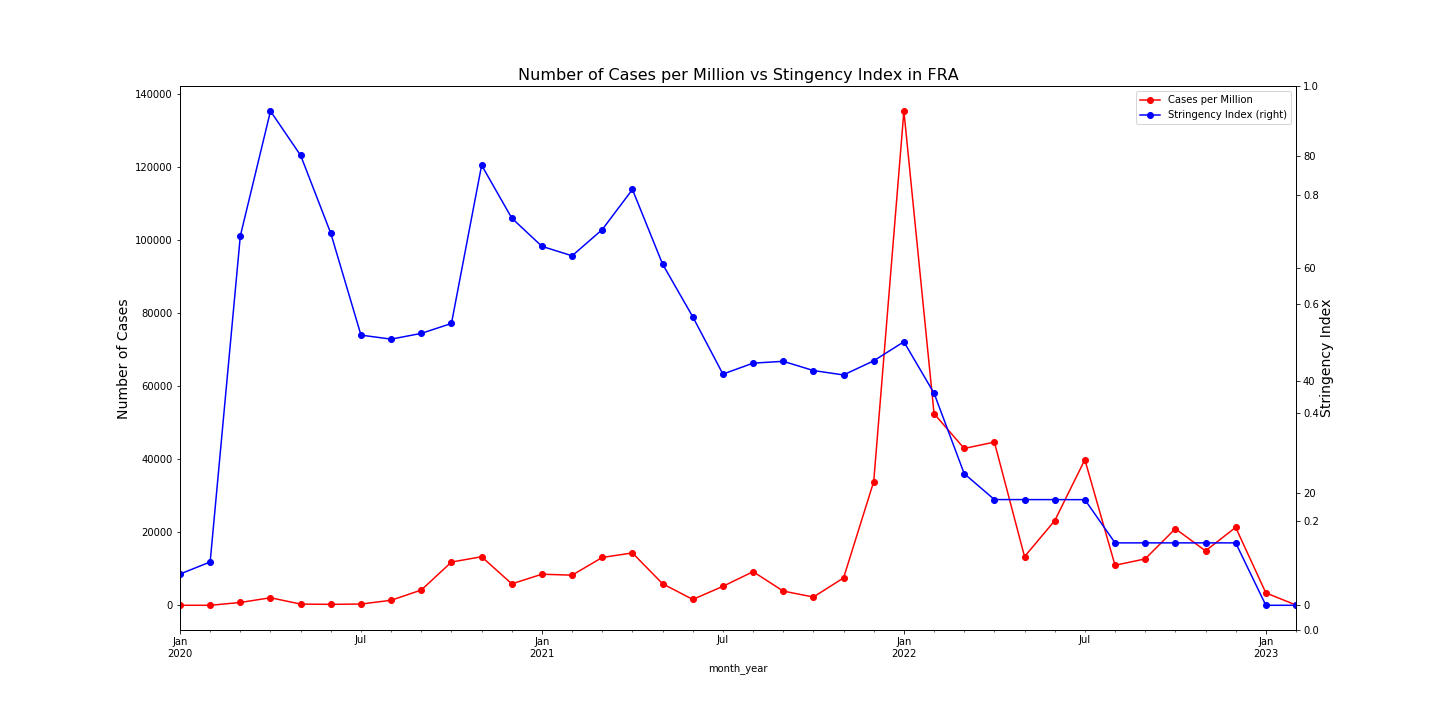 Number of Cases per Million vs Stingency Index in FRA
Cases per Million
Stringency Index (right)
Number of Cases
140000
120000
100000
80000
60000
40000
20000
0
1.0
80
0.8
60
0.6
40
0.4
20
0.2
0
0.0
Stringency Index
Jan
2020
Jul
Jan
2021
Jul
Jan
2022
Jul
Jan
2023
month_year